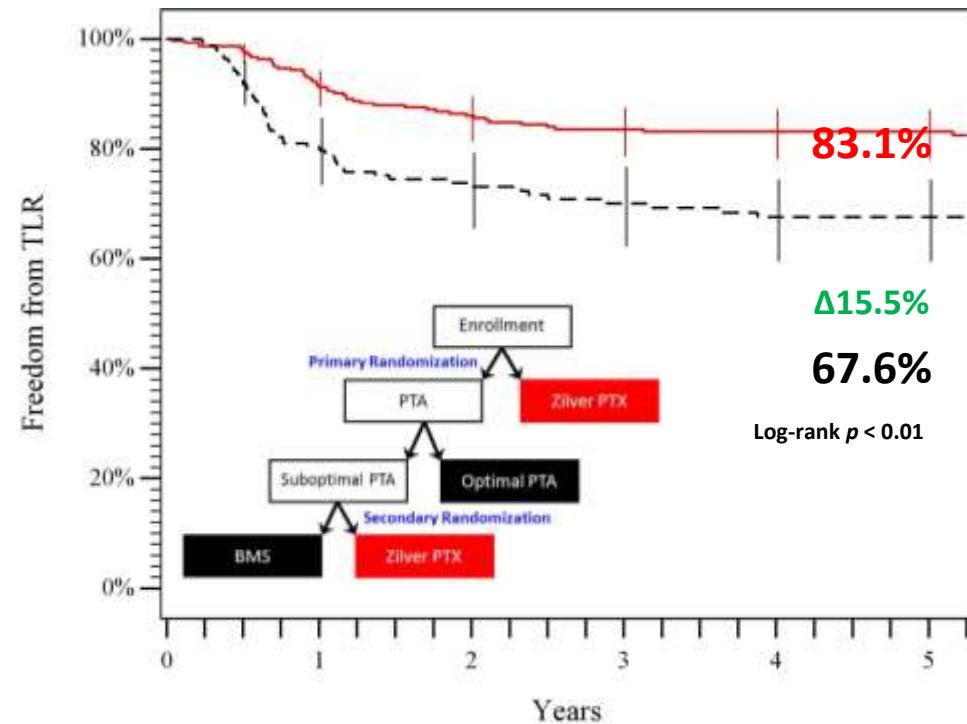 100%
80%
60%
40%
20%
0%
Freedom from TLR
83.1%
Δ15.5%
67.6%
Log-rank p < 0.01
Enrollment
Primary Randomization
PTA
Zilver PTX
Suboptimal PTA
Optimal PTA
Secondary Randomization
BMS
Zilver PTX
0 1 2 3 4 5
Years